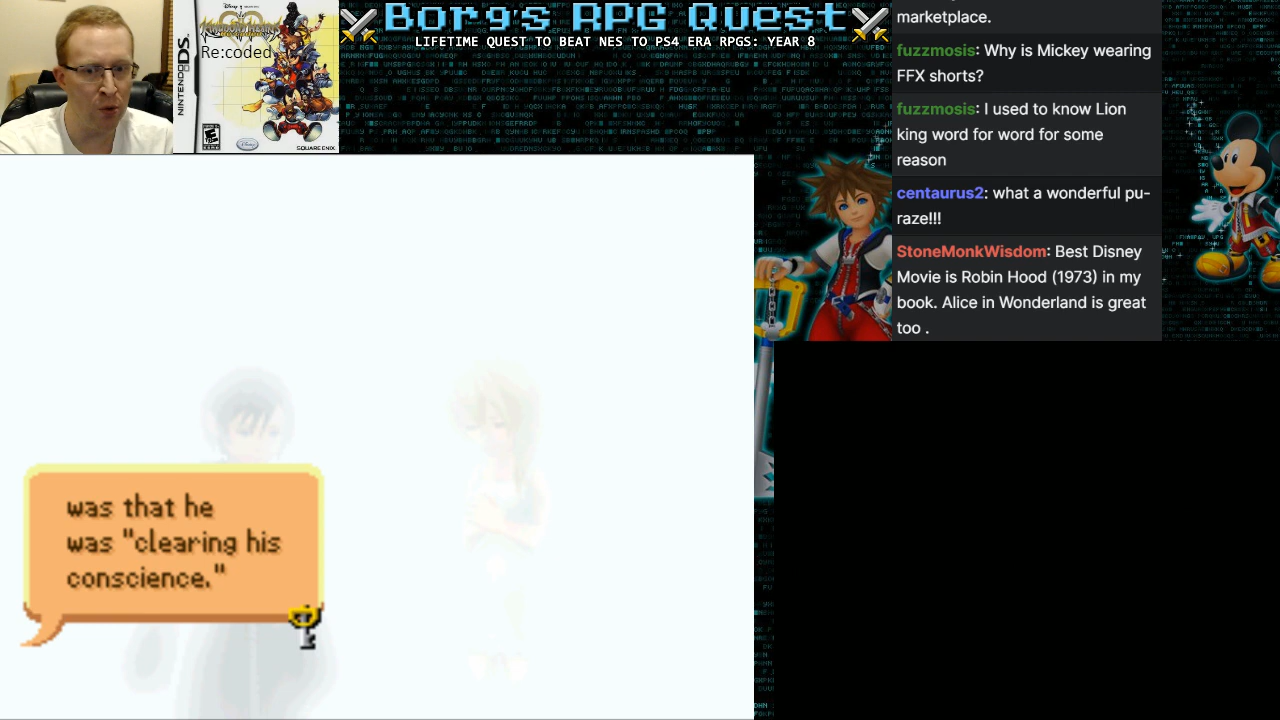 Disney
Re:coded
NINTENDO DS
SQUARE ENIX
Borg's RPG Quest
LIFETIME QUEST TO BEAT NES TO PS4 ERA RPGS: YEAR 8
marketplace..
fuzzmosis: Why is Mickey wearing
FFX shorts?
fuzzmosis: I used to know Lion
king word for word for some
reason
centaurus2: what a wonderful pu-
raze!!!
StoneMonkWisdom: Best Disney
Movie is Robin Hood (1973) in my
book. Alice in Wonderland is great
too .
was that he
was "clearing his
conscience."